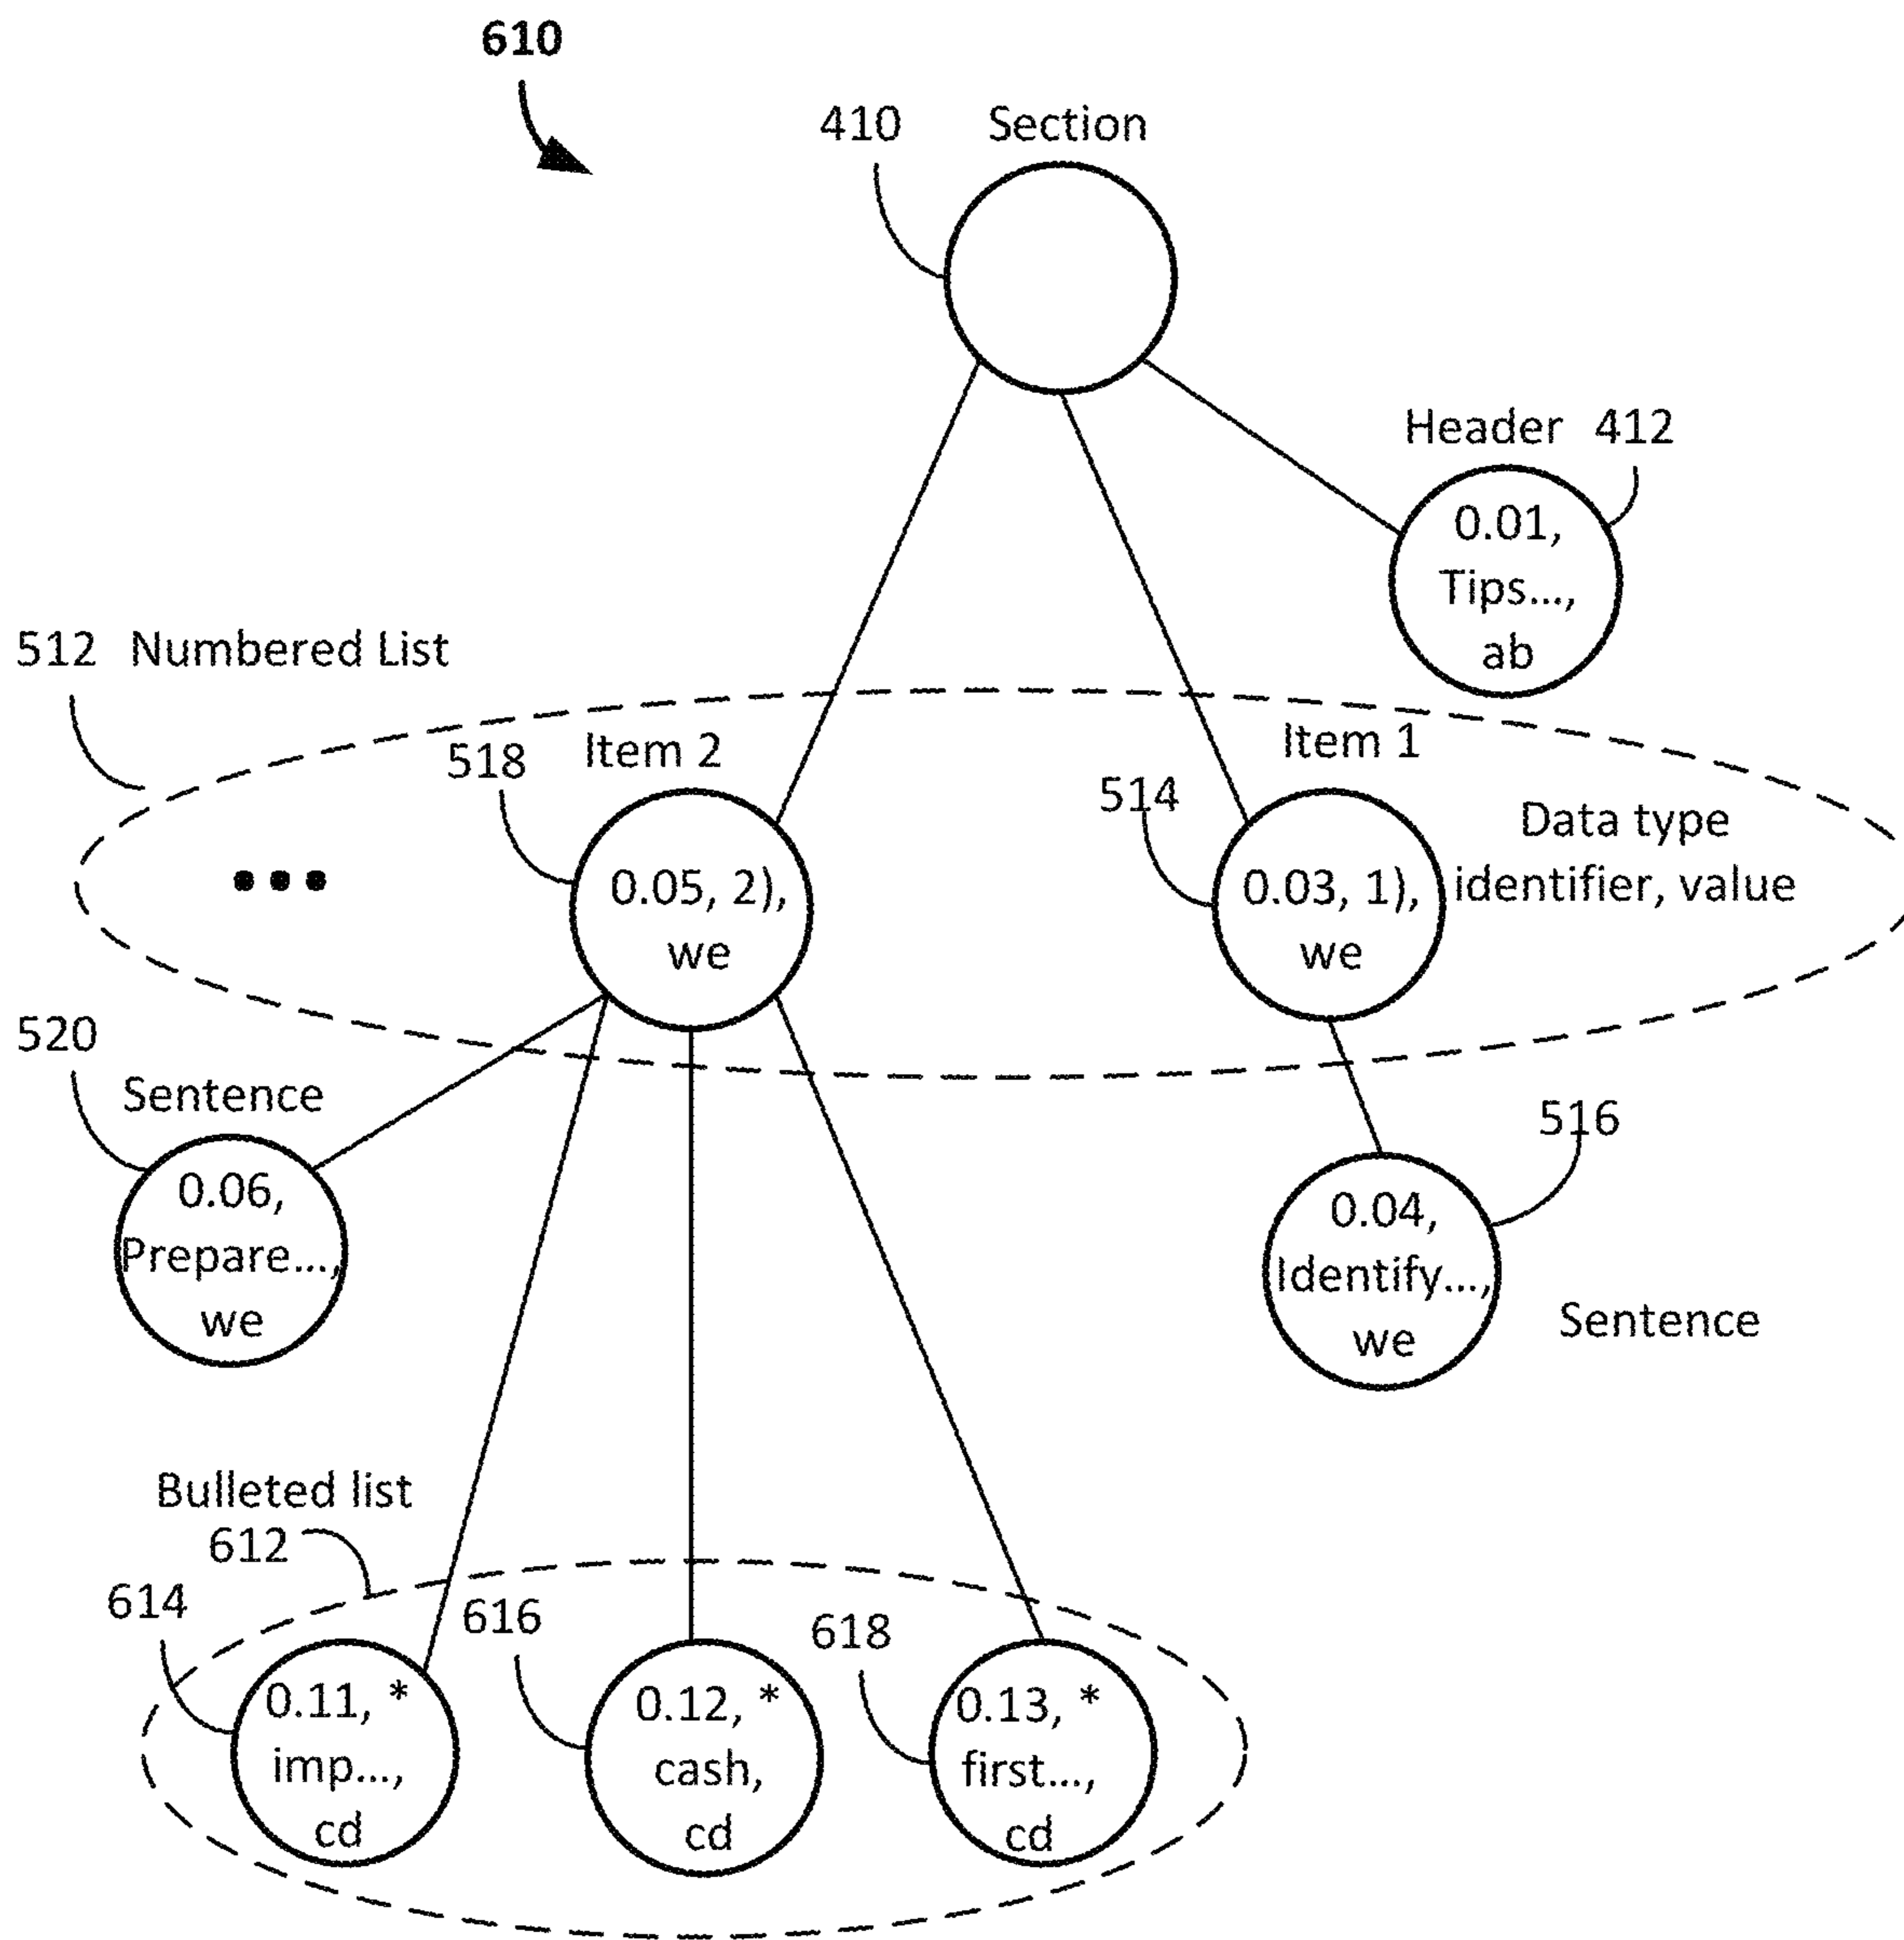 610
410 Section
Header 412
0.01,
Tips...,
ab
512 Numbered List
518 Item 2
Item 1
514
Data type
identifier, value
0.05, 2),
we
0.03, 1),
we
520
Sentence
0.06,
Prepare...,
we
516
0.04,
Identify...,
we
Sentence
Bulleted list
612
614
616
618
0.11, *
imp...,
cd
0.12, *
cash,
cd
0.13, *
first...,
cd